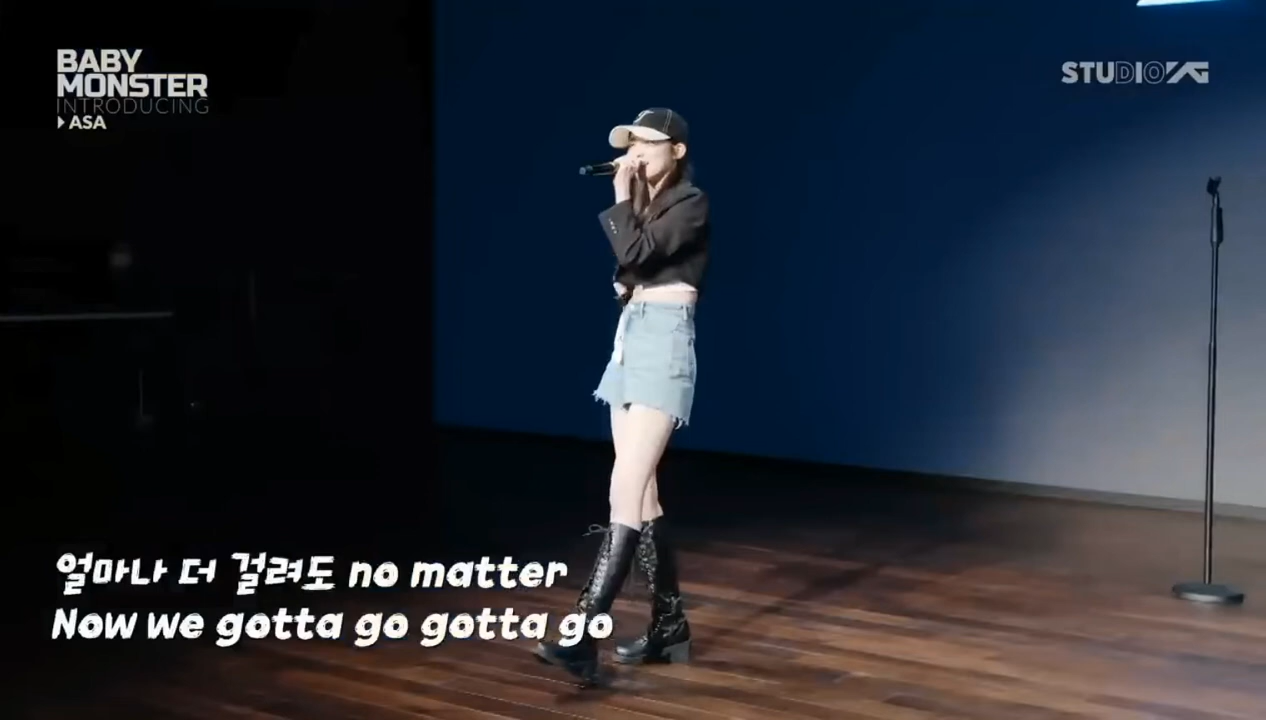 BABY
MONSTER
INTRODUCING
ASA
STUDIO YG
얼마나 더 걸려도 no matter
Now we gotta go gotta go